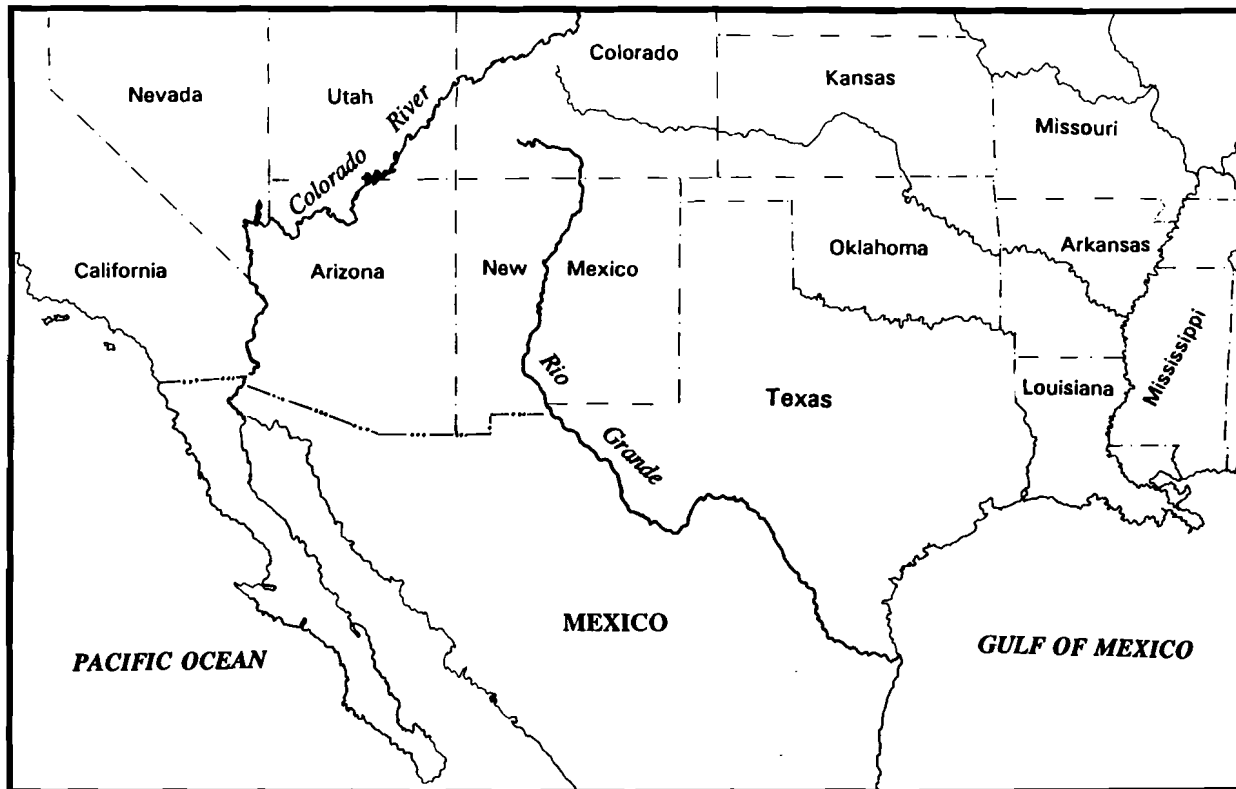 Nevada
Utah
Colorado
Kansas
Missouri
Colorado River
California
Arizona
New Mexico
Oklahoma
Arkansas
Rio Grande
Texas
Louisiana
Mississippi
MEXICO
PACIFIC OCEAN
GULF OF MEXICO